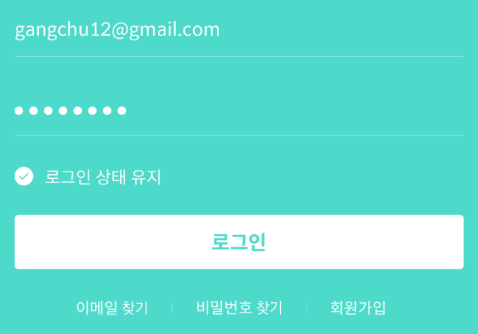 gangchu12@gmail.com
로그인 상태 유지
로그인
이메일 찾기 | 비밀번호 찾기 | 회원가입